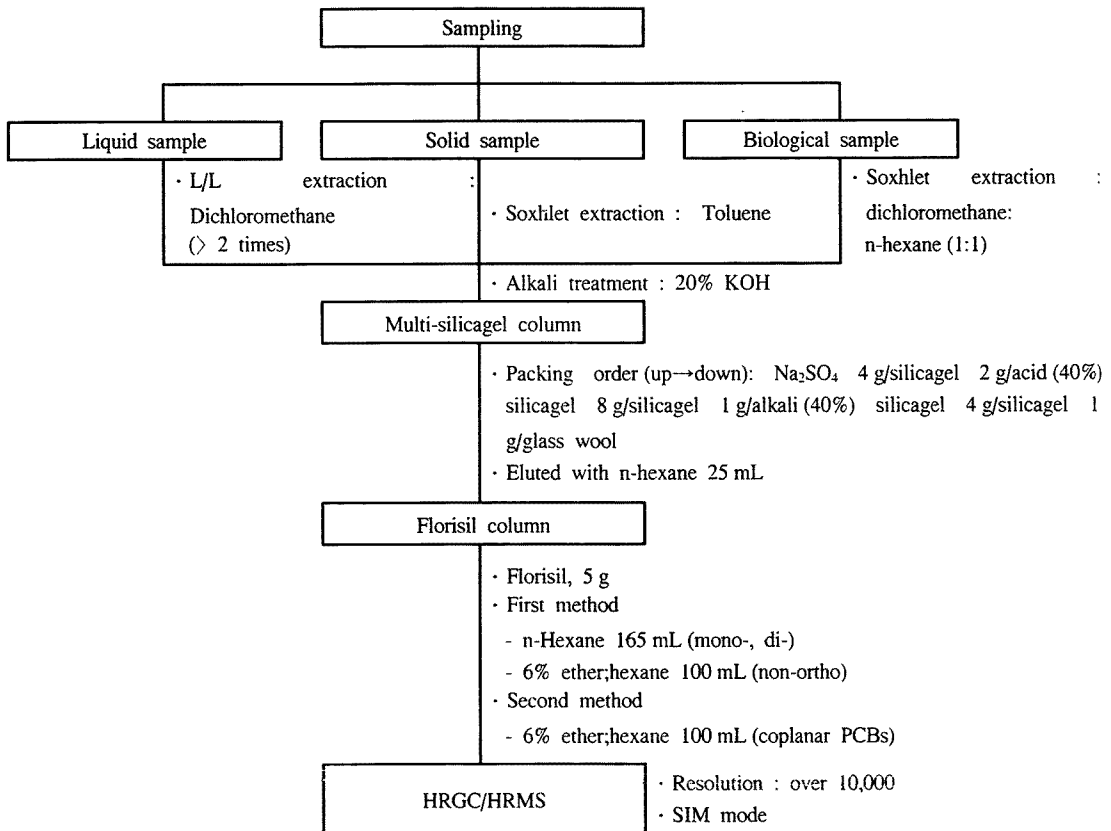 Sampling
Liquid sample
Solid sample
Biological sample
· L/L extraction :
Dichloromethane
(> 2 times)
· Soxhlet extraction : Toluene
· Soxhlet extraction :
dichloromethane:
n-hexane (1:1)
· Alkali treatment : 20% KOH
Multi-silicagel column
· Packing order (up→down): Na₂SO₄ 4 g/silicagel 2 g/acid (40%)
silicagel 8 g/silicagel 1 g/alkali (40%) silicagel 4 g/silicagel 1
g/glass wool
· Eluted with n-hexane 25 mL
Florisil column
· Florisil, 5 g
· First method
- n-Hexane 165 mL (mono-, di-)
- 6% ether;hexane 100 mL (non-ortho)
· Second method
- 6% ether;hexane 100 mL (coplanar PCBs)
HRGC/HRMS
· Resolution : over 10,000
· SIM mode